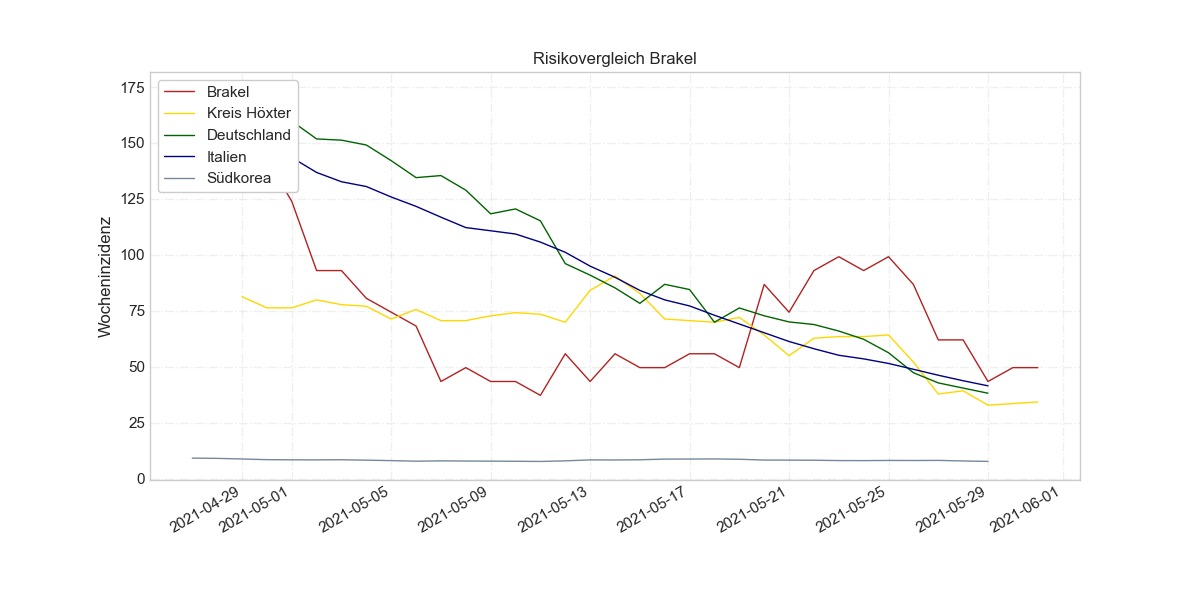 Risikovergleich Brakel
Brakel
Kreis Höxter
Deutschland
Italien
Südkorea
Wocheninzidenz
175
150
125
100
75
50
25
0
2021-04-29
2021-05-01
2021-05-05
2021-05-09
2021-05-13
2021-05-17
2021-05-21
2021-05-25
2021-05-29
2021-06-01